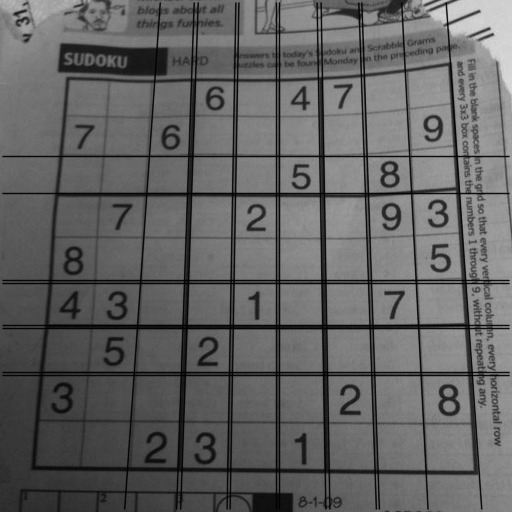 blogs about all
things funnies.
SUDOKU HARD
Answers to today's Sudoku and Scrabble Grams
puzzles can be found Monday on the preceding page.
6 4 7
7 6 9
5 8
7 2 9 3
8 5
4 3 1 7
5 2
3 2 8
2 3 1
Fill in the blank spaces in the grid so that every vertical column, every horizontal row
and every 3x3 box contains the numbers 1 through 9, without repeating any.
1 2
8-1-09